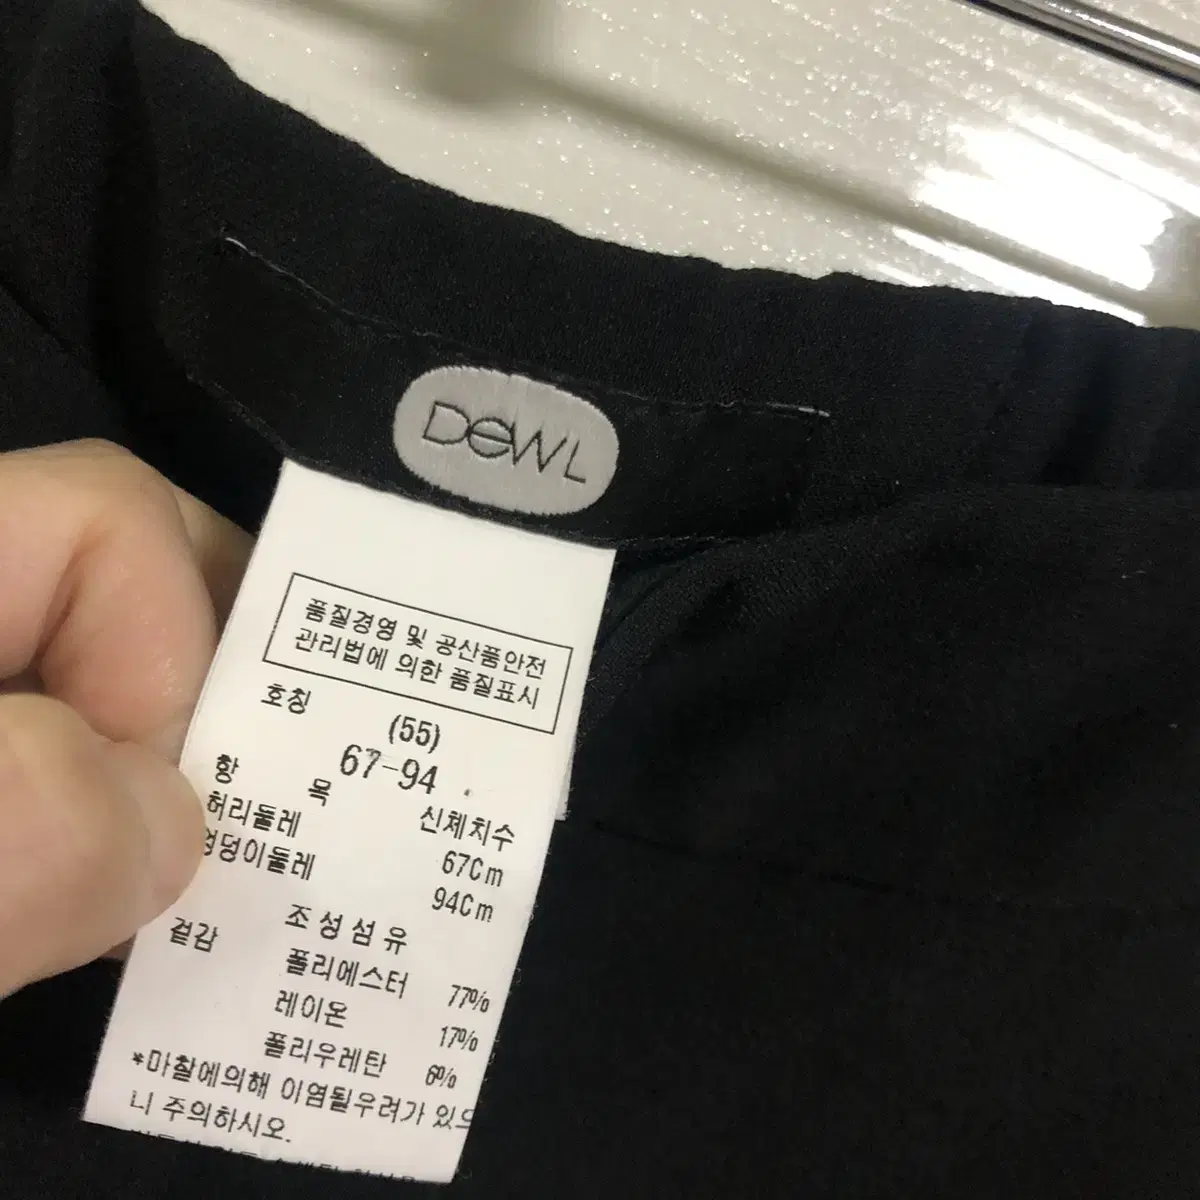 DeWL
품질경영 및 공산품안전
관리법에 의한 품질표시
호칭 (55)
67-94
항 목 신체치수
허리둘레 67Cm
엉덩이둘레 94Cm
조성섬유
겉감 폴리에스터 77%
레이온 17%
폴리우레탄 6%
*마찰에의해 이염될우려가 있으
니 주의하시오.